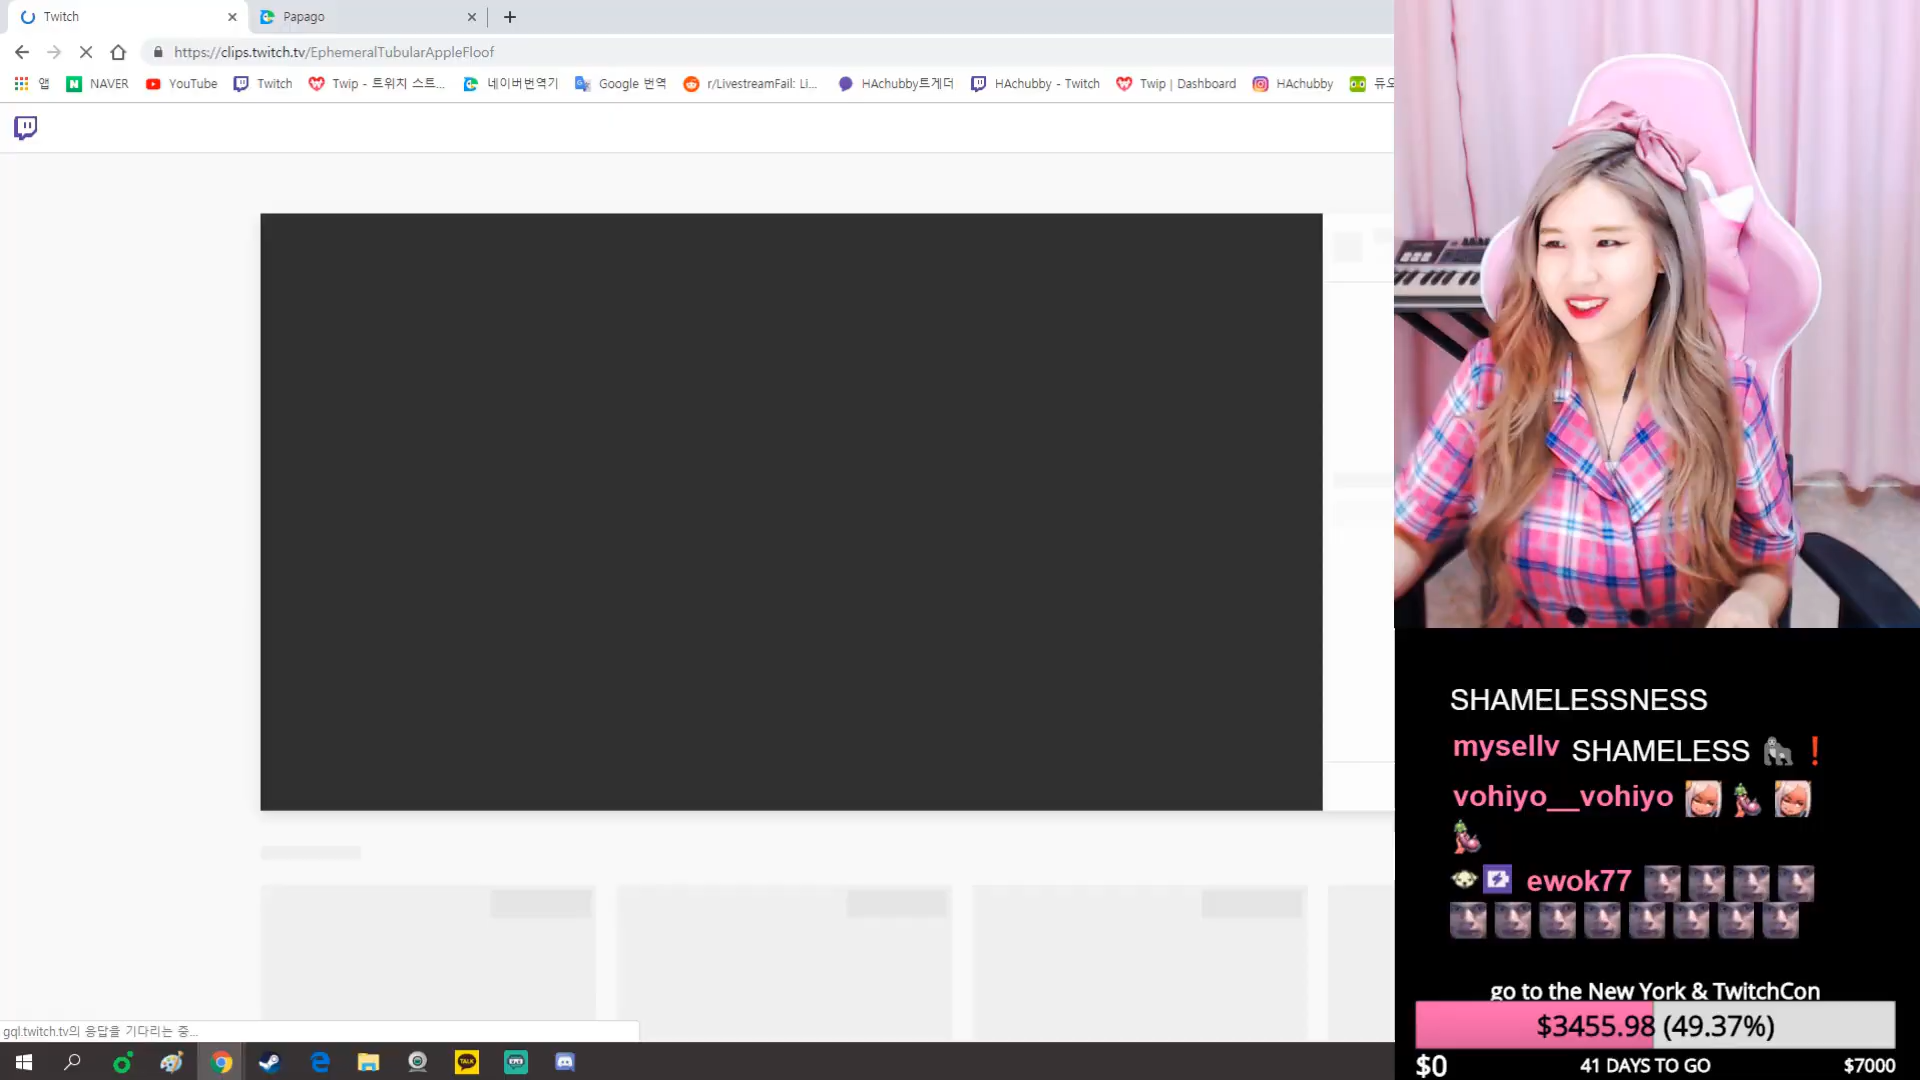 Twitch
Papago
https://clips.twitch.tv/EphemeralTubularAppleFloof
앱 NAVER YouTube Twitch Twip - 트위치 스트... 네이버번역기 Google 번역 r/LivestreamFail: Li... HAchubby트게더 HAchubby - Twitch Twip | Dashboard HAchubby 듀오
SHAMELESSNESS
mysellv SHAMELESS 🦍❗
vohiyo__vohiyo
ewok77
go to the New York & TwitchCon
$3455.98 (49.37%)
$0 41 DAYS TO GO $7000
gql.twitch.tv의 응답을 기다리는 중...
TALK